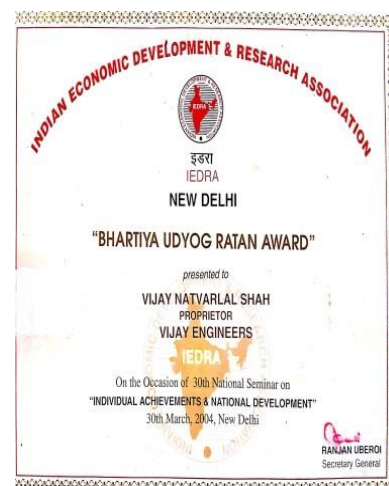 INDIAN ECONOMIC DEVELOPMENT & RESEARCH ASSOCIATION
IEDRA
इडरा
IEDRA
NEW DELHI
"BHARTIYA UDYOG RATAN AWARD"
presented to
VIJAY NATVARLAL SHAH
PROPRIETOR
VIJAY ENGINEERS
IEDRA
On the Occasion of 30th National Seminar on
"INDIVIDUAL ACHIEVEMENTS & NATIONAL DEVELOPMENT"
30th March, 2004, New Delhi
RANJAN UBEROI
Secretary General